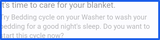 t's time to care for your blanket.
Try Bedding cycle on your Washer to wash your
bedding for a good night's sleep. Do you want to
start this cycle now?